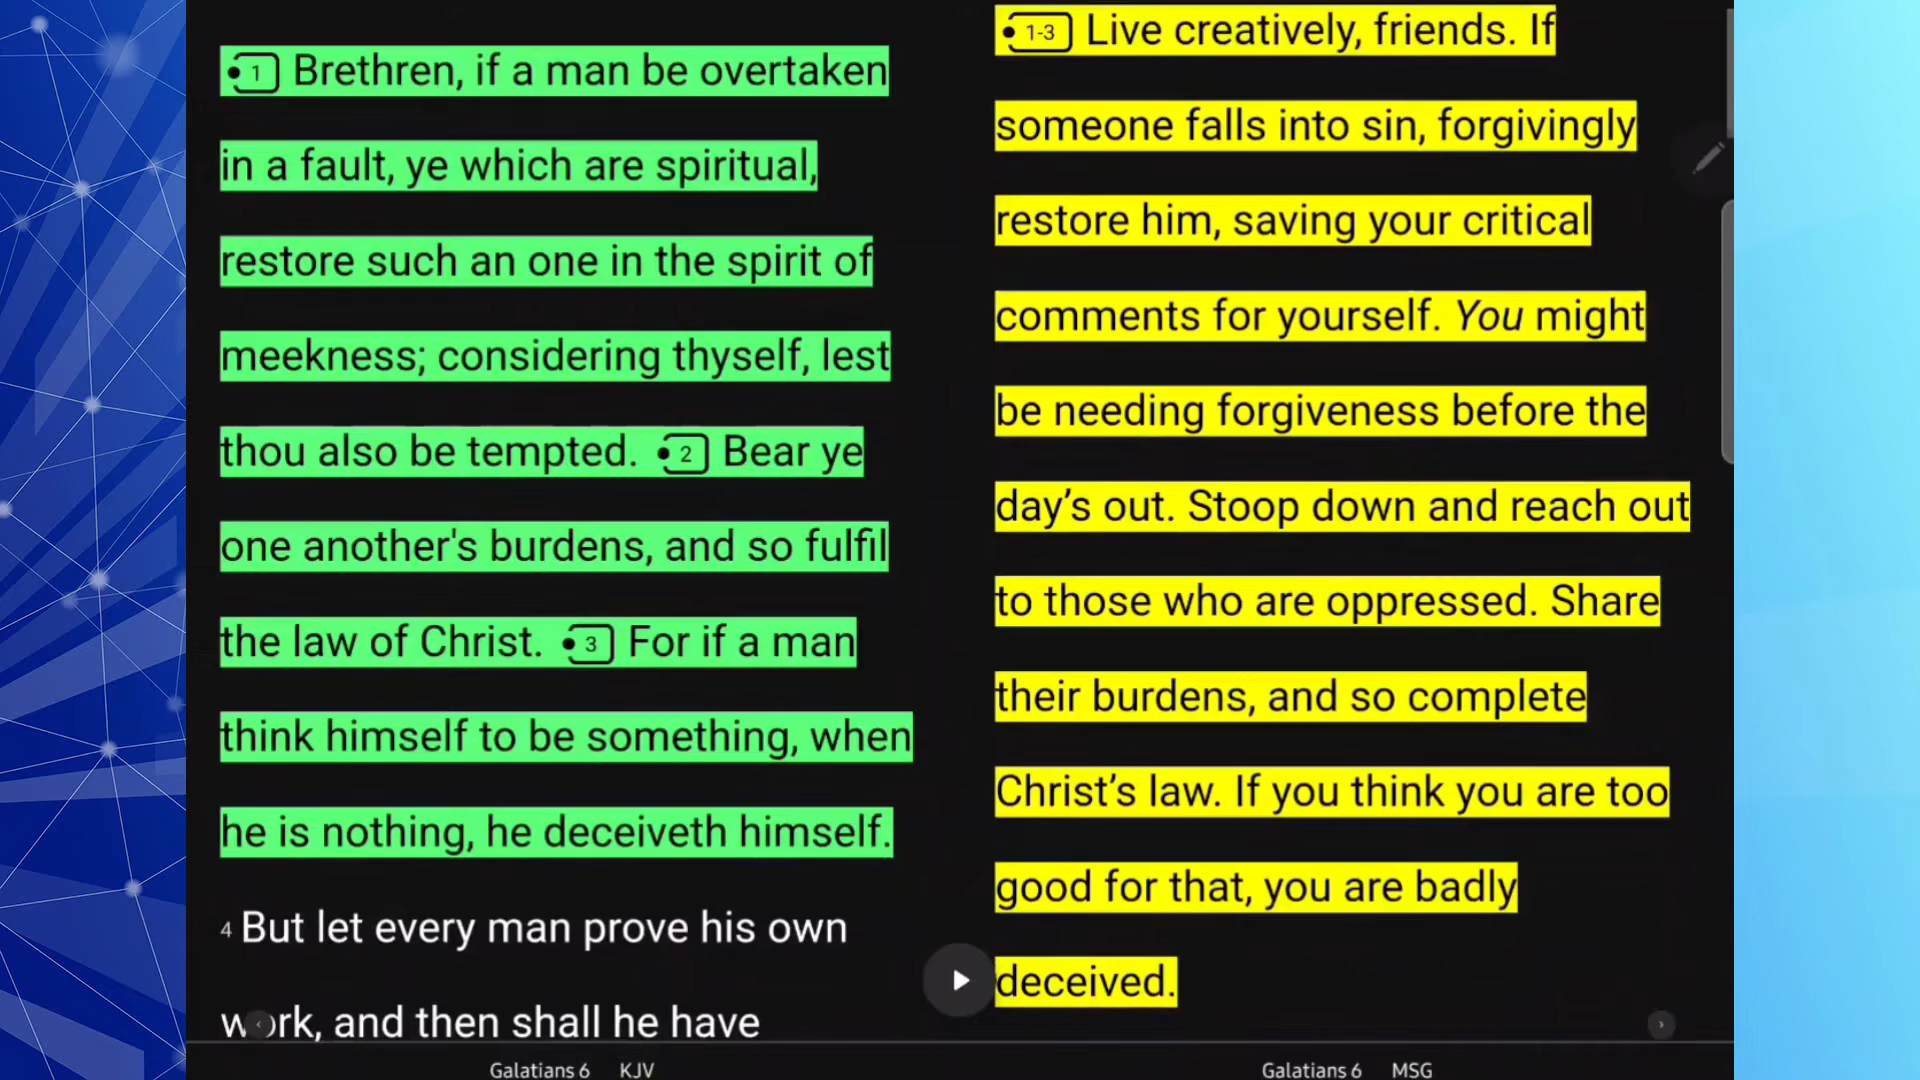 1 Brethren, if a man be overtaken
in a fault, ye which are spiritual,
restore such an one in the spirit of
meekness; considering thyself, lest
thou also be tempted. 2 Bear ye
one another's burdens, and so fulfil
the law of Christ. 3 For if a man
think himself to be something, when
he is nothing, he deceiveth himself.
4 But let every man prove his own
work, and then shall he have
Galatians 6 KJV
1-3 Live creatively, friends. If
someone falls into sin, forgivingly
restore him, saving your critical
comments for yourself. You might
be needing forgiveness before the
day’s out. Stoop down and reach out
to those who are oppressed. Share
their burdens, and so complete
Christ’s law. If you think you are too
good for that, you are badly
deceived.
Galatians 6 MSG